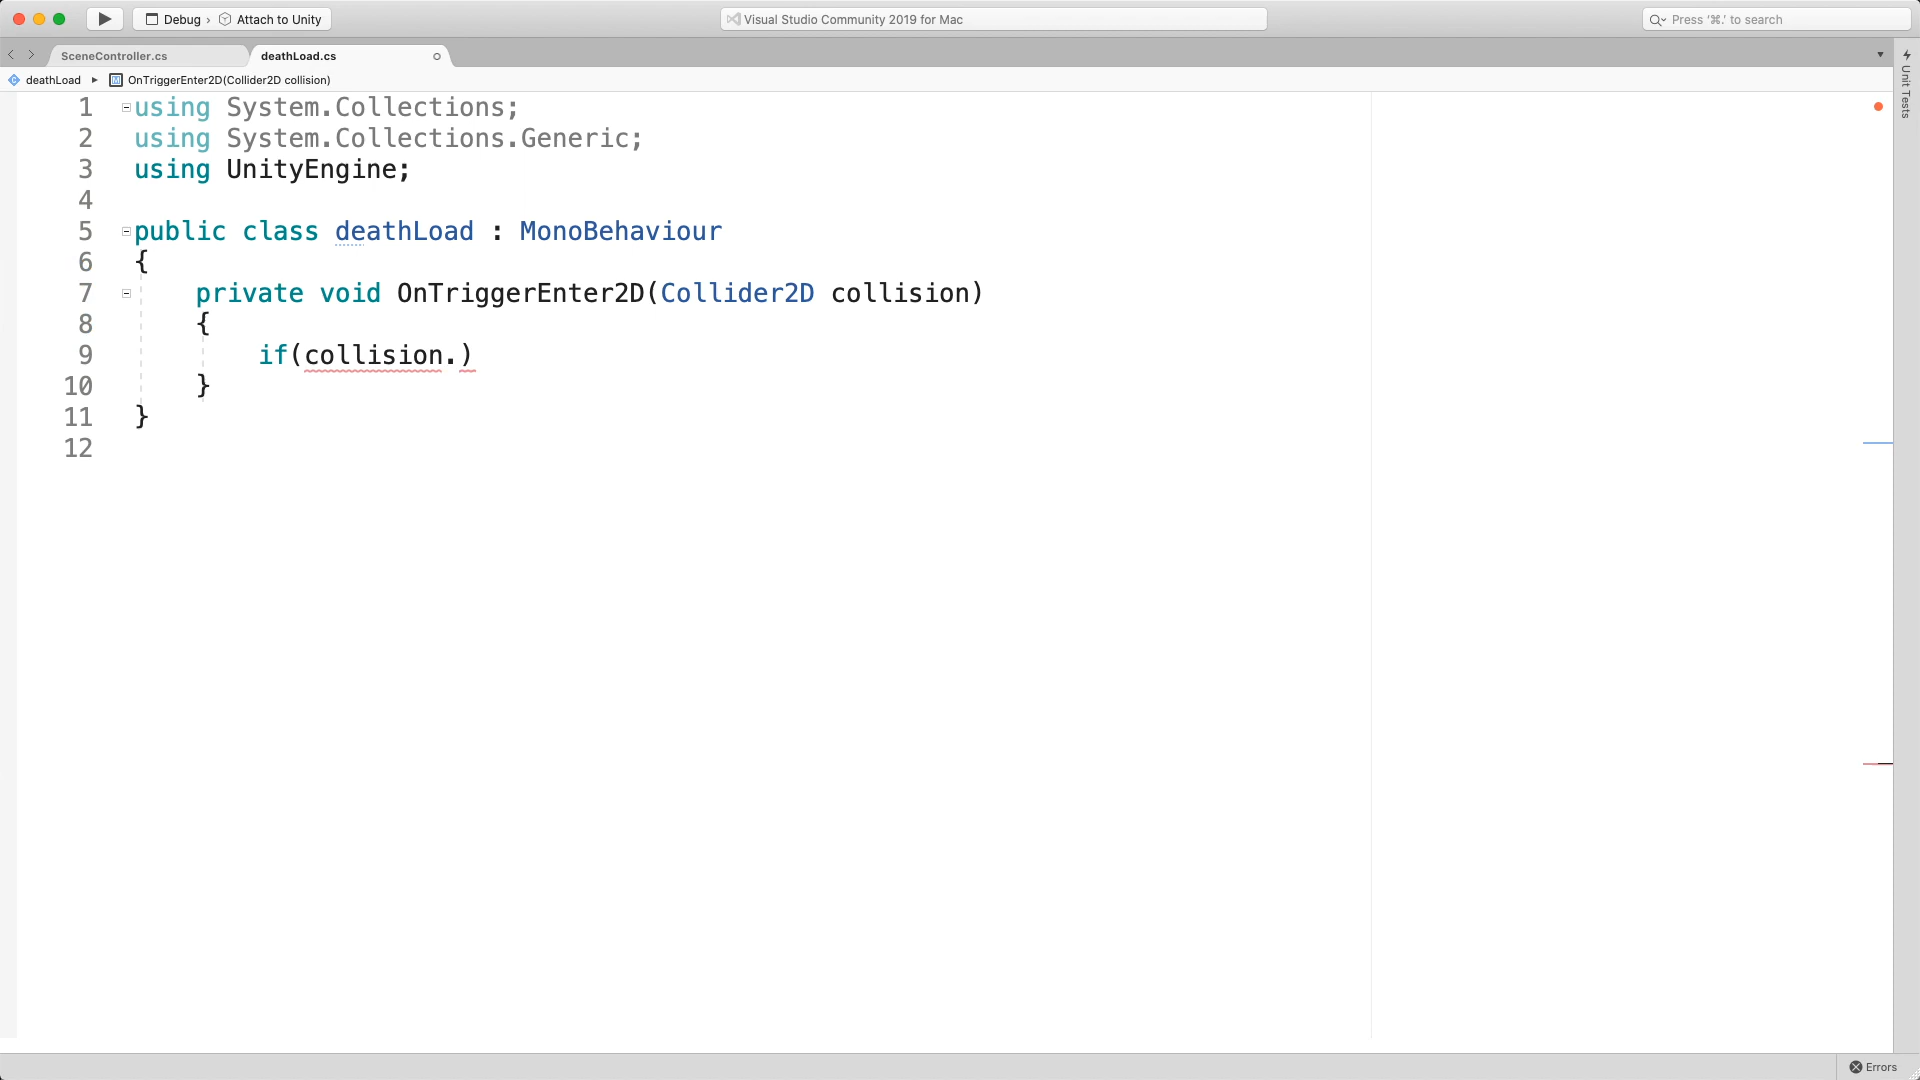 Debug › Attach to Unity
Visual Studio Community 2019 for Mac
Press '⌘.' to search
SceneController.cs
deathLoad.cs
deathLoad ▸ M OnTriggerEnter2D(Collider2D collision)
Unit Tests
1 using System.Collections;
2 using System.Collections.Generic;
3 using UnityEngine;
4
5 public class deathLoad : MonoBehaviour
6 {
7 private void OnTriggerEnter2D(Collider2D collision)
8 {
9 if(collision.)
10 }
11 }
12
Errors